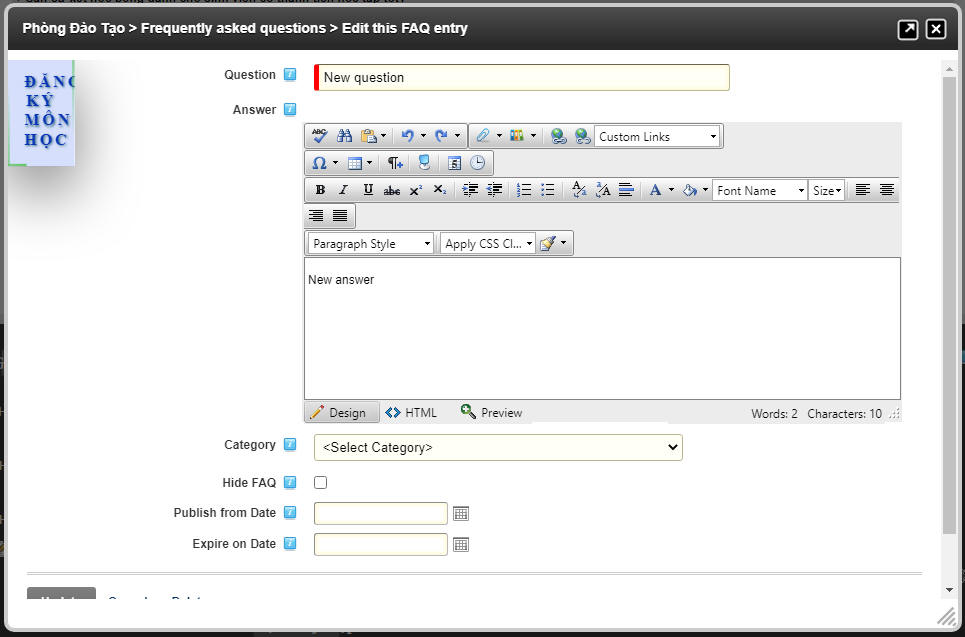 Phòng Đảo Tạo > Frequently asked questions > Edit this FAQ entry
ĐĂNG
KÝ
MÔN
HỌC
Question
New question
Answer
Custom Links
Font Name
Size
Paragraph Style
Apply CSS Cl...
New answer
Design
HTML
Preview
Words: 2 Characters: 10
Category
<Select Category>
Hide FAQ
Publish from Date
Expire on Date